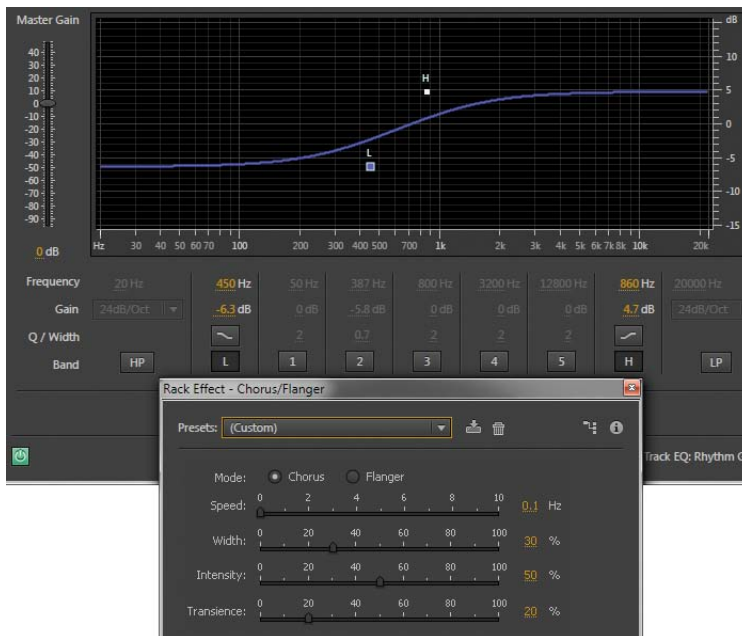 Master Gain
dB
40
30
20
10
0
-10
-20
-30
-40
-50
-60
-70
-80
-90
0 dB
H
L
10
5
0
-5
-10
-15
Hz 30 40 50 60 70 100 200 300 400 500 700 1k 2k 3k 4k 5k 6k 7k 8k 10k 20k
Frequency 20 Hz 450 Hz 50 Hz 387 Hz 800 Hz 3200 Hz 12800 Hz 860 Hz 20000 Hz
Gain 24dB/Oct -6.3 dB 0 dB -5.8 dB 0 dB 0 dB 0 dB 4.7 dB 24dB/Oct
Q / Width 2 0.7 2 2 2
Band HP L 1 2 3 4 5 H LP
Rack Effect - Chorus/Flanger
Presets: (Custom)
Track EQ: Rhythm
Mode: Chorus Flanger
0 2 4 6 8 10
Speed: 0.1 Hz
0 20 40 60 80 100
Width: 30 %
0 20 40 60 80 100
Intensity: 50 %
0 20 40 60 80 100
Transience: 20 %